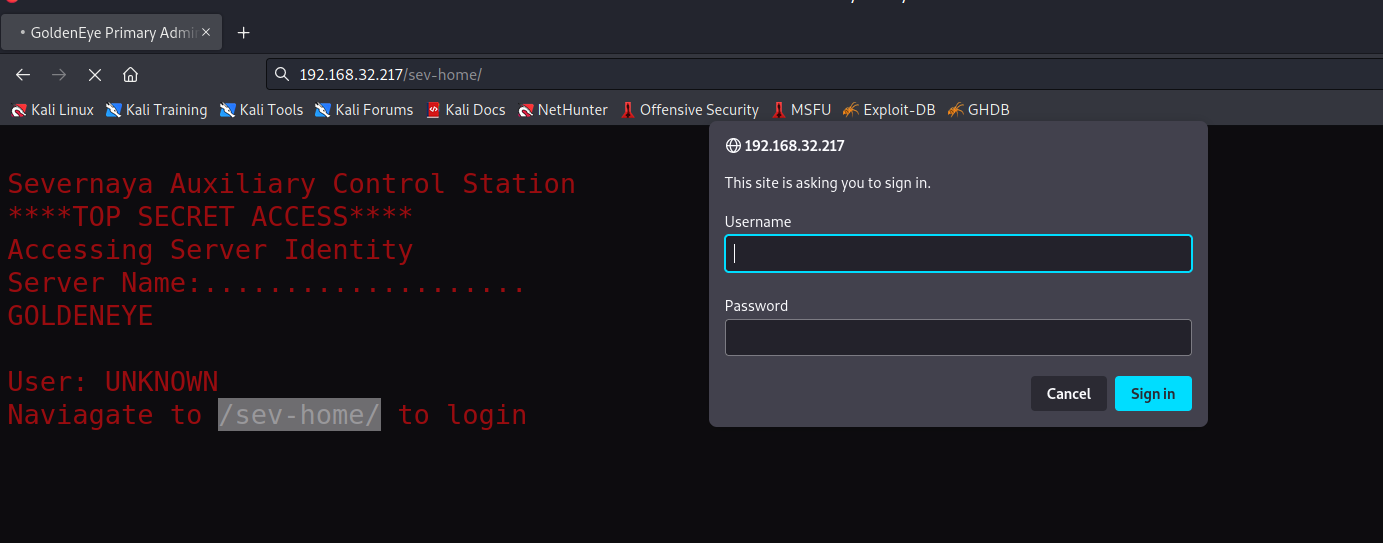 GoldenEye Primary Admi
192.168.32.217/sev-home/
Kali Linux Kali Training Kali Tools Kali Forums Kali Docs NetHunter Offensive Security MSFU Exploit-DB GHDB
Severnaya Auxiliary Control Station
****TOP SECRET ACCESS****
Accessing Server Identity
Server Name:....................
GOLDENEYE
User: UNKNOWN
Naviagate to /sev-home/ to login
192.168.32.217
This site is asking you to sign in.
Username
Password
Cancel Sign in